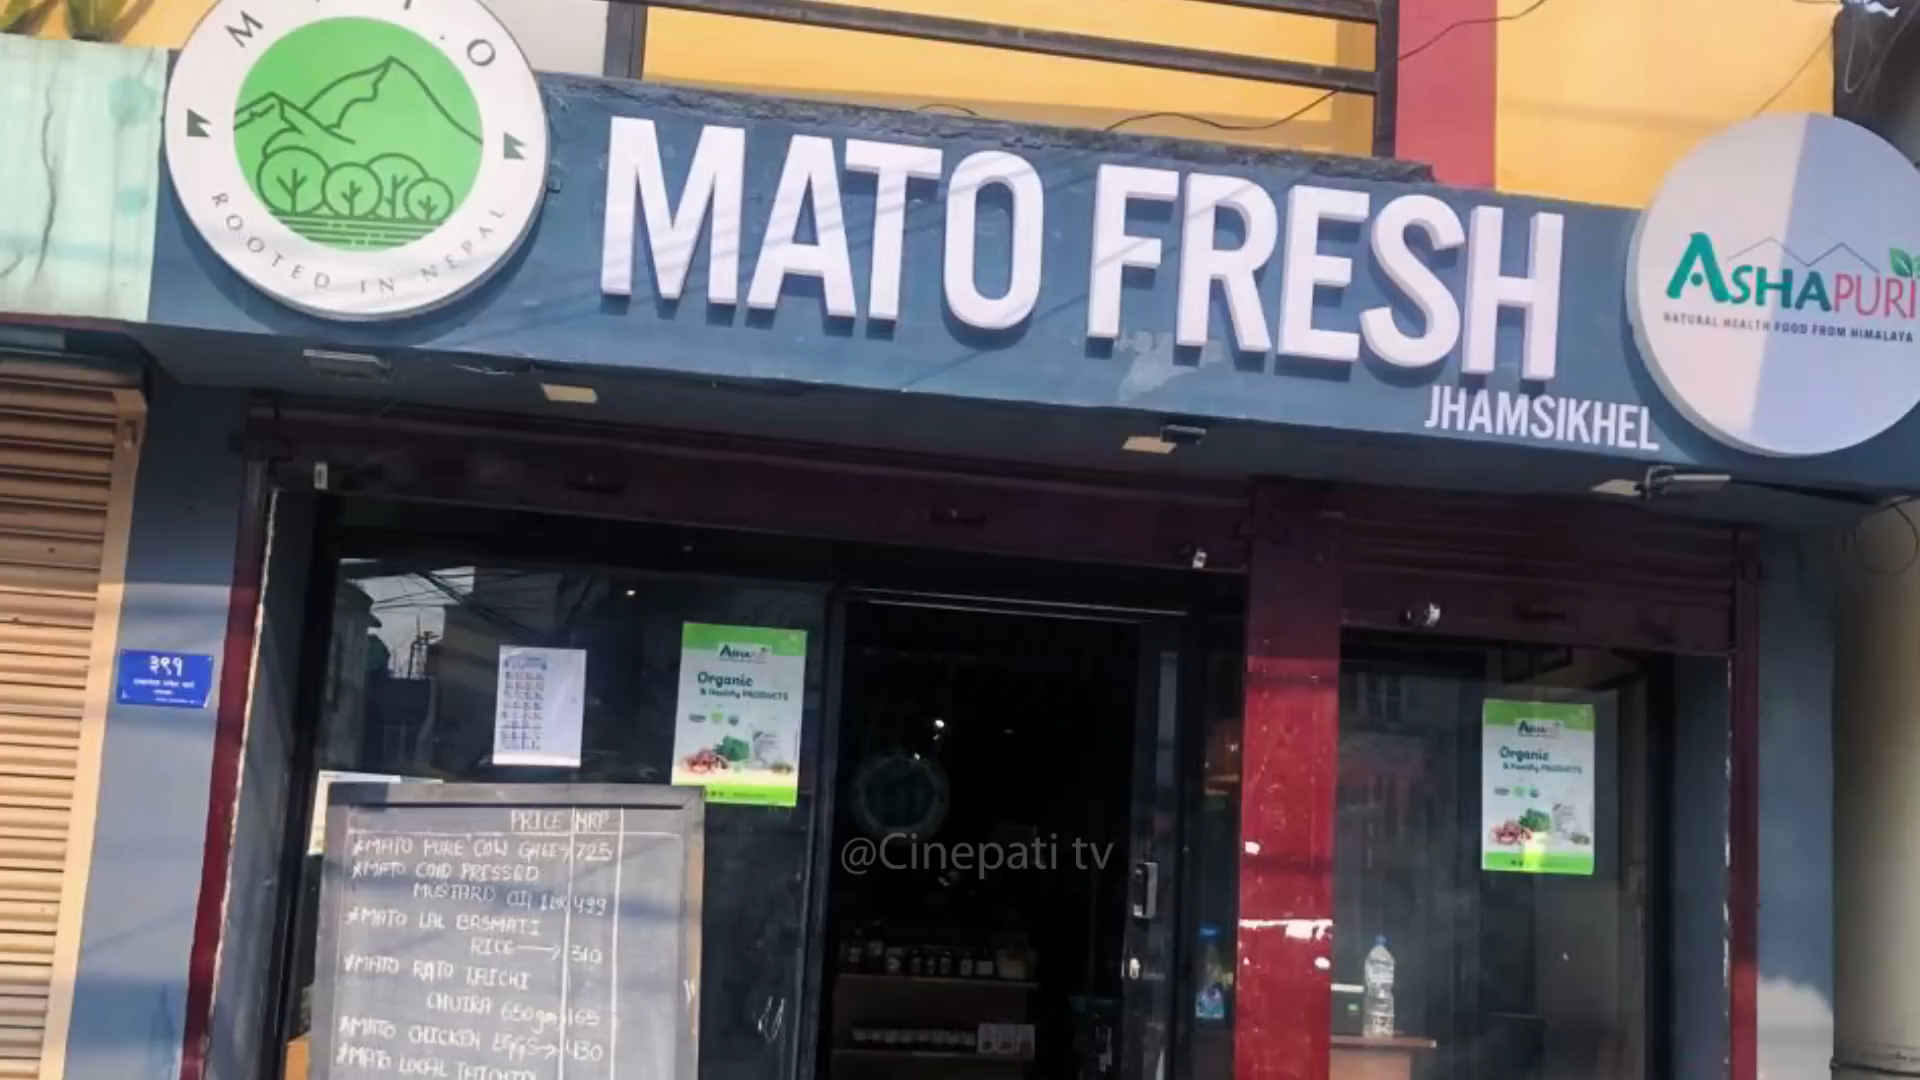 MATO
ROOTED IN NEPAL
MATO FRESH
JHAMSIKHEL
ASHAPURI
NATURAL HEALTH FOOD FROM HIMALAYA
३९१
Organic
& Healthy PRODUCTS
Organic
& Healthy PRODUCTS
@Cinepati tv
PRICE MRP
*MATO PURE COW GHEE→ 725
*MATO COLD PRESSED
MUSTARD OIL 499
*MATO LAL BASMATI
RICE → 310
*MATO RATO
CHUIRA 650gm 165
*MATO CHICKEN EGGS→ 430
*MATO LOCAL